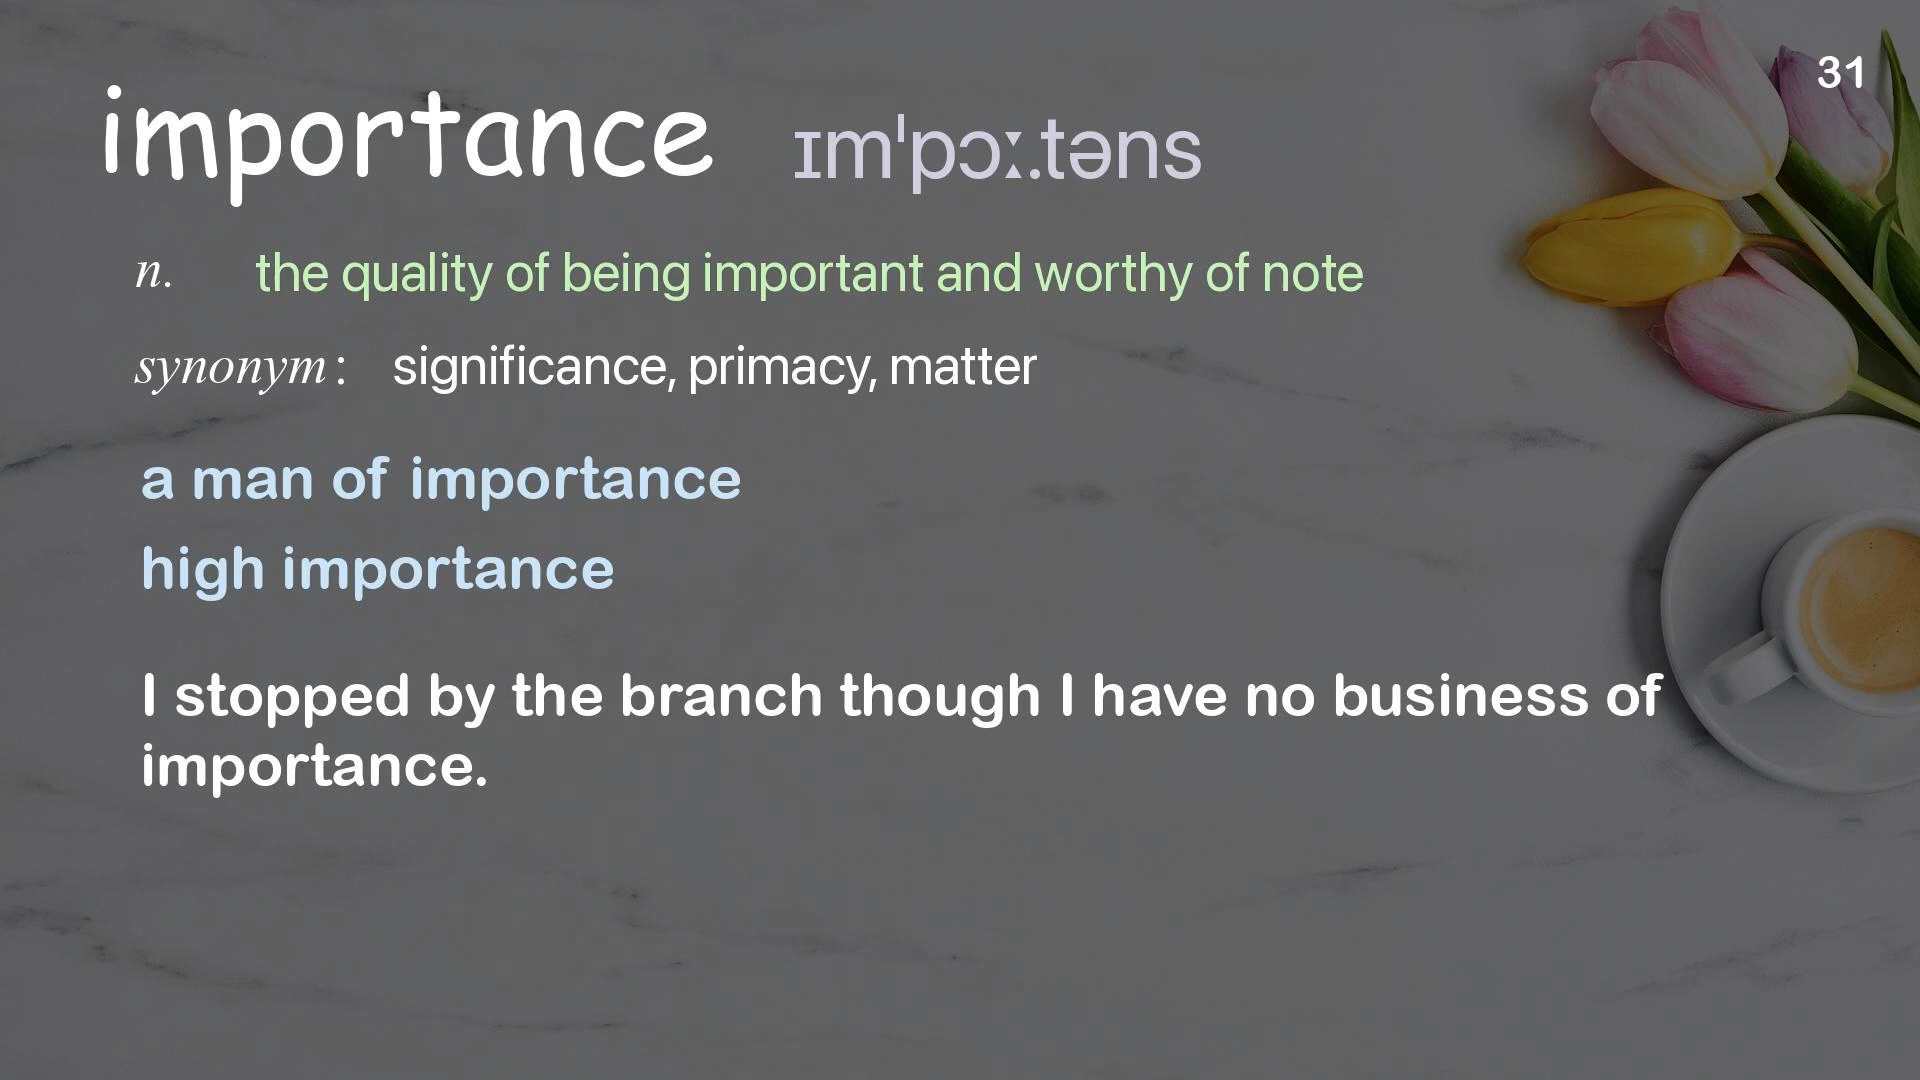 31
importance ɪmˈpɔː.təns
n. the quality of being important and worthy of note
synonym: significance, primacy, matter
a man of importance
high importance
I stopped by the branch though I have no business of
importance.